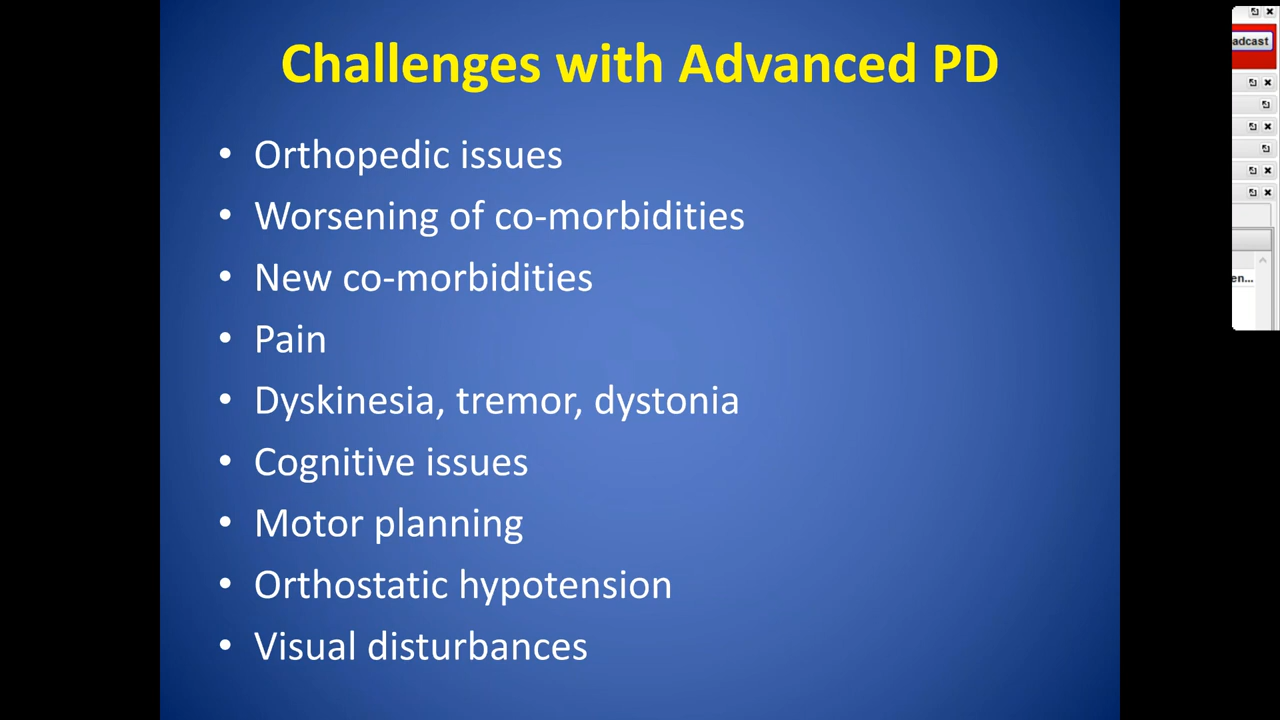 Challenges with Advanced PD
• Orthopedic issues
• Worsening of co-morbidities
• New co-morbidities
• Pain
• Dyskinesia, tremor, dystonia
• Cognitive issues
• Motor planning
• Orthostatic hypotension
• Visual disturbances
adcast
en...